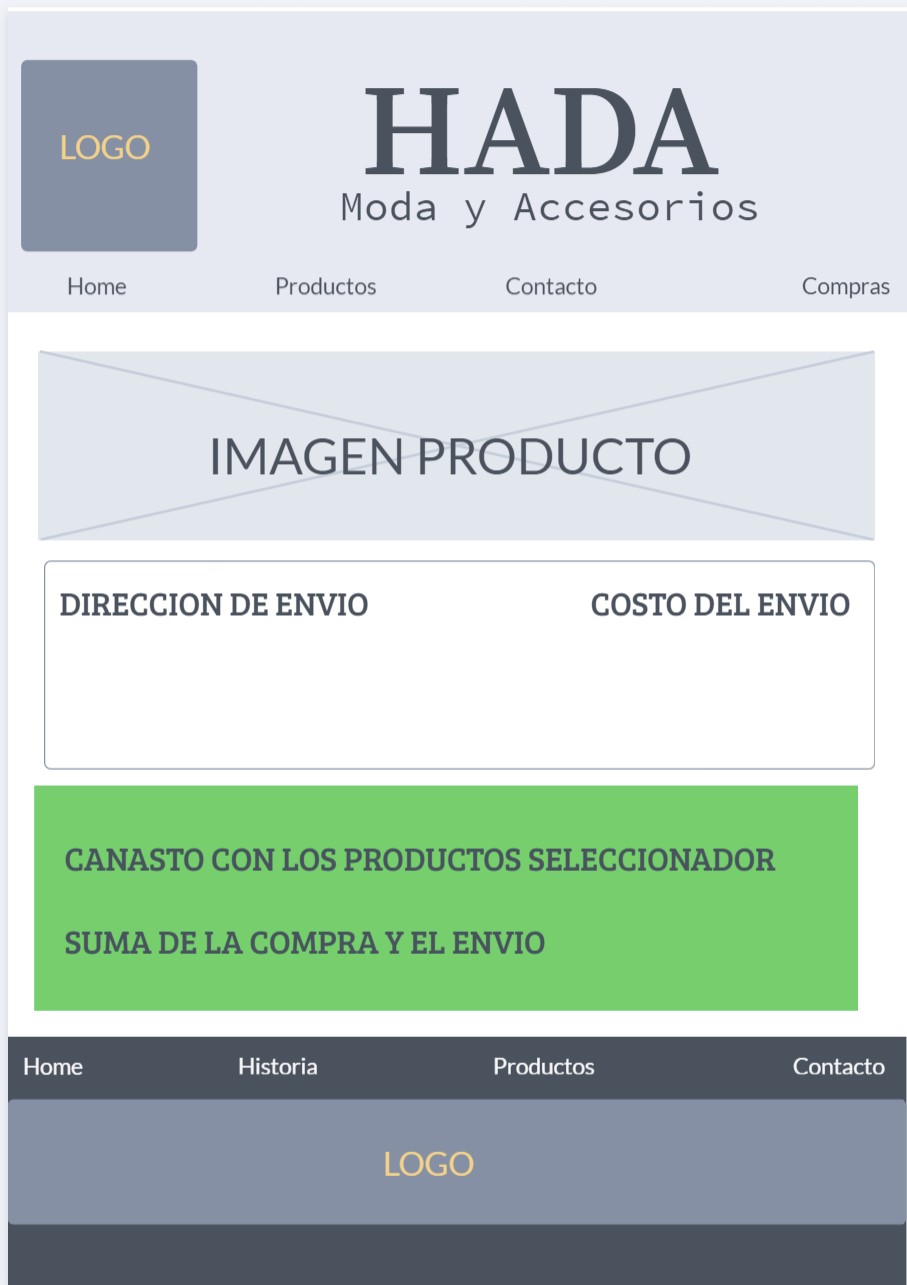 LOGO
HADA
Moda y Accesorios
Home Productos Contacto Compras
IMAGEN PRODUCTO
DIRECCION DE ENVIO COSTO DEL ENVIO
CANASTO CON LOS PRODUCTOS SELECCIONADOR
SUMA DE LA COMPRA Y EL ENVIO
Home Historia Productos Contacto
LOGO